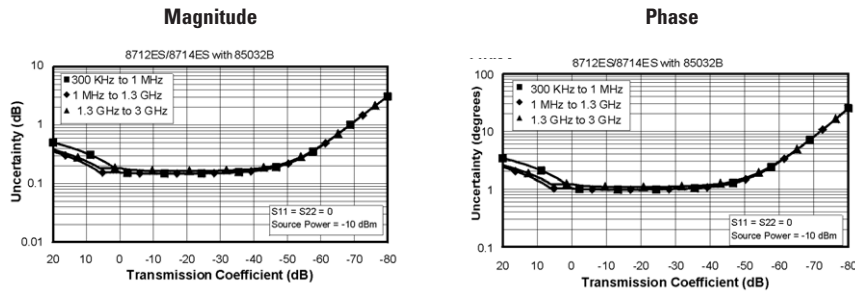 Magnitude
8712ES/8714ES with 85032B
10
1
0.1
0.01
Uncertainty (dB)
300 KHz to 1 MHz
1 MHz to 1.3 GHz
1.3 GHz to 3 GHz
S11 = S22 = 0
Source Power = -10 dBm
20 10 0 -10 -20 -30 -40 -50 -60 -70 -80
Transmission Coefficient (dB)
Phase
8712ES/8714ES with 85032B
100
10
1
0.1
Uncertainty (degrees)
300 KHz to 1 MHz
1 MHz to 1.3 GHz
1.3 GHz to 3 GHz
S11 = S22 = 0
Source Power = -10 dBm
20 10 0 -10 -20 -30 -40 -50 -60 -70 -80
Transmission Coefficient (dB)